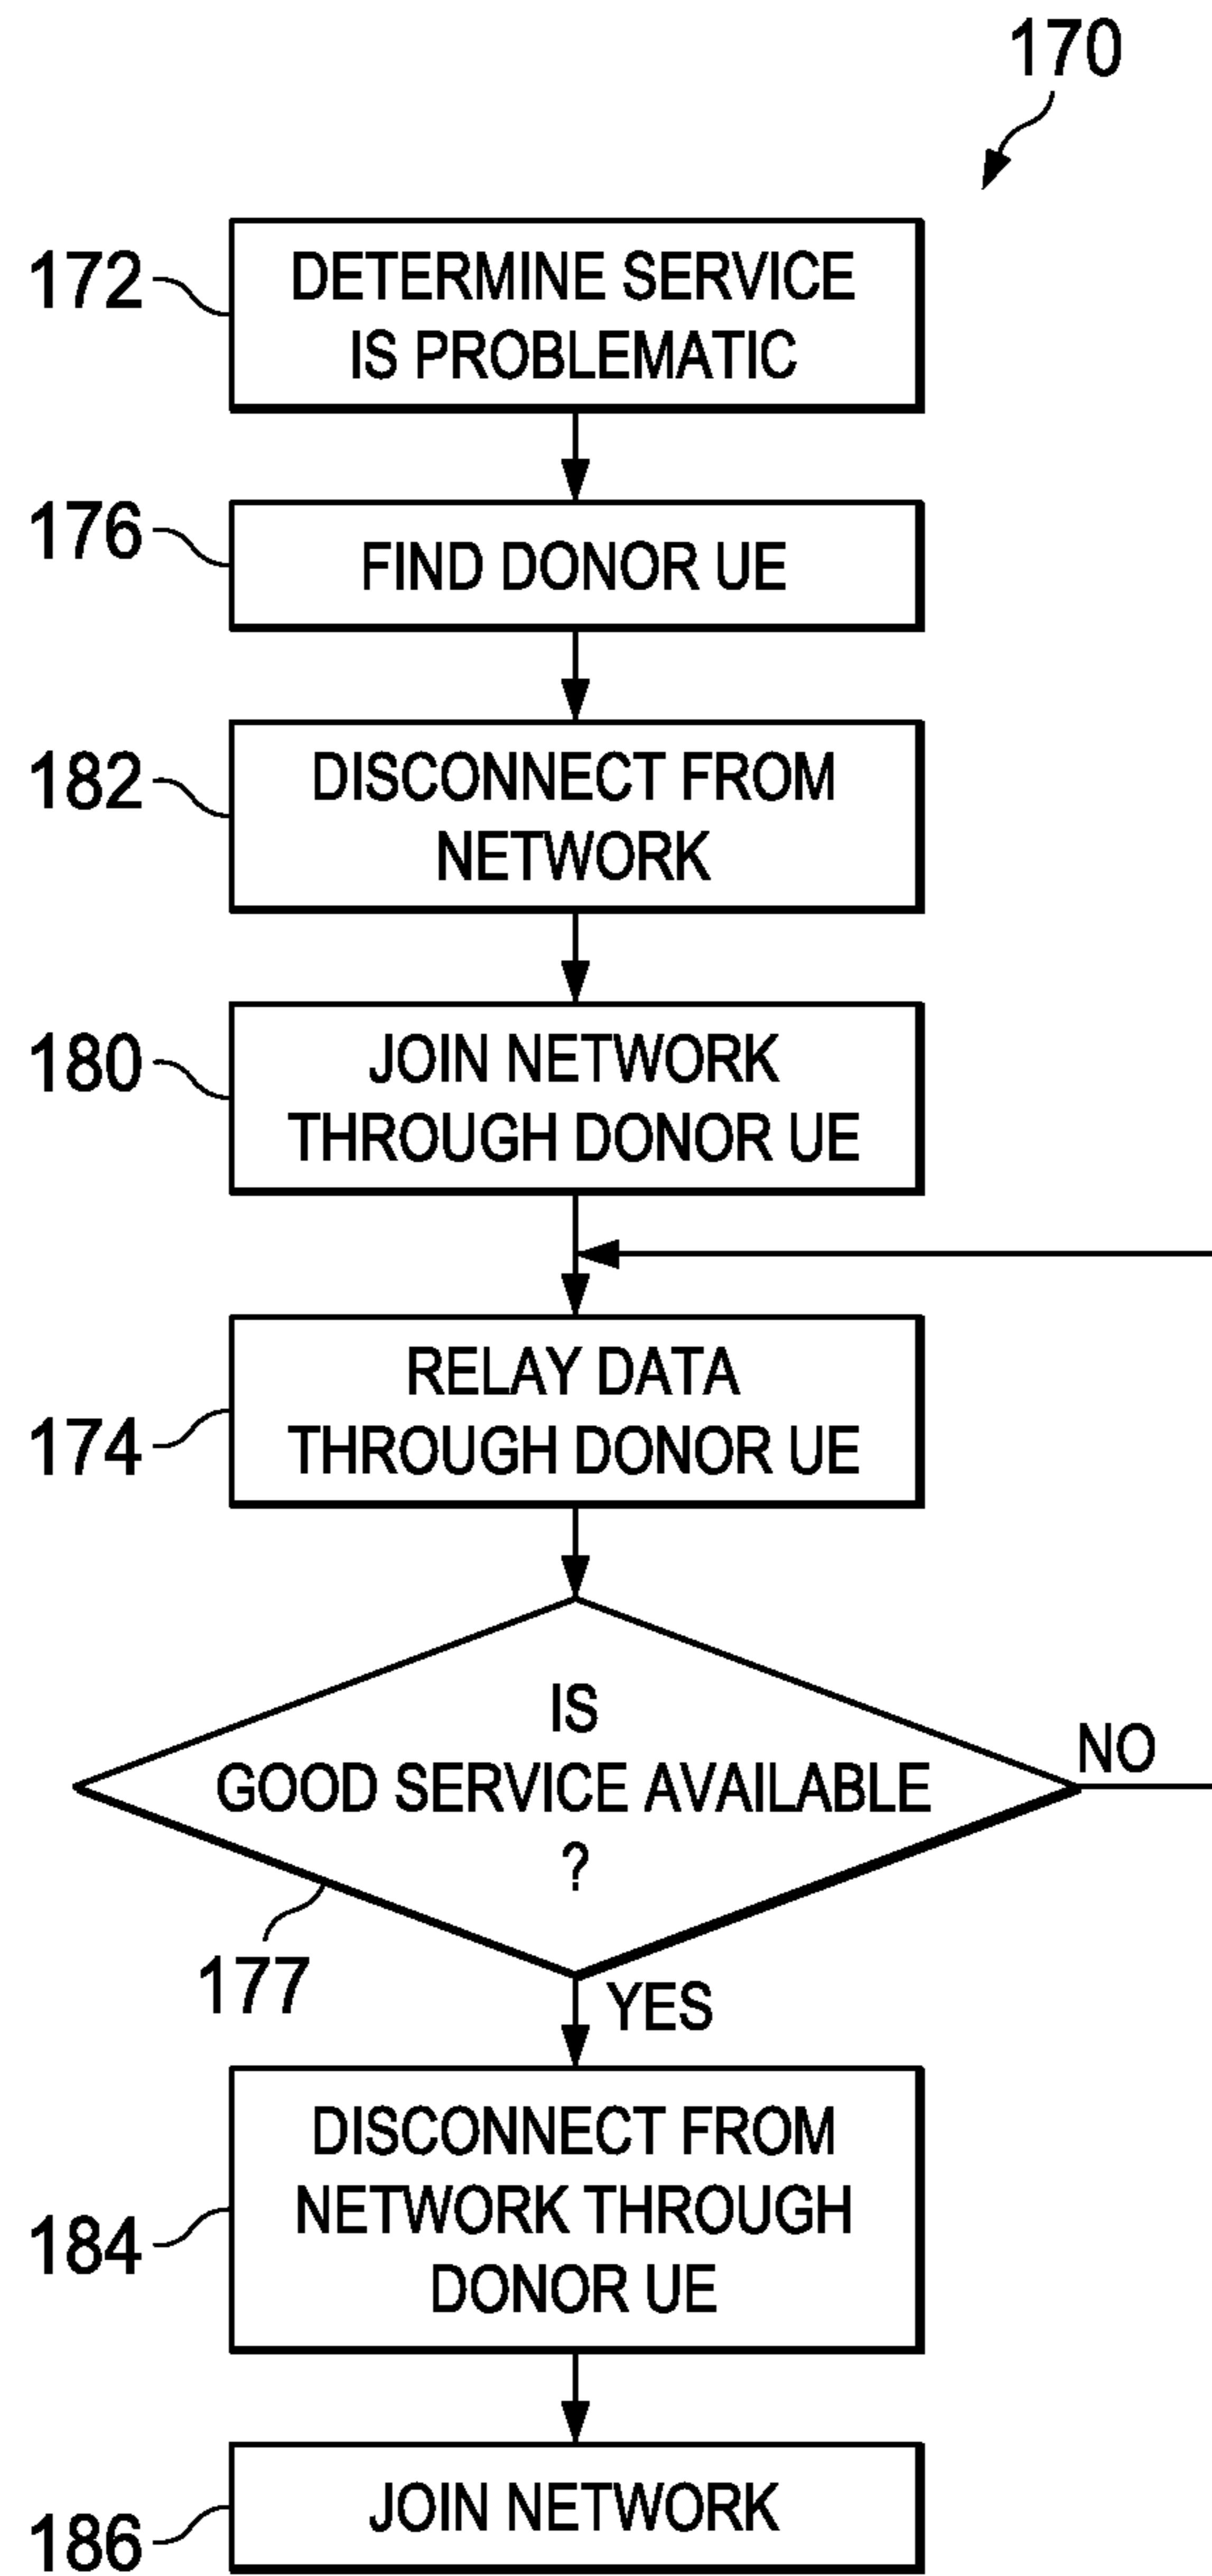 170
172
DETERMINE SERVICE
IS PROBLEMATIC
176
FIND DONOR UE
182
DISCONNECT FROM
NETWORK
180
JOIN NETWORK
THROUGH DONOR UE
174
RELAY DATA
THROUGH DONOR UE
IS
GOOD SERVICE AVAILABLE
?
NO
177
YES
184
DISCONNECT FROM
NETWORK THROUGH
DONOR UE
186
JOIN NETWORK